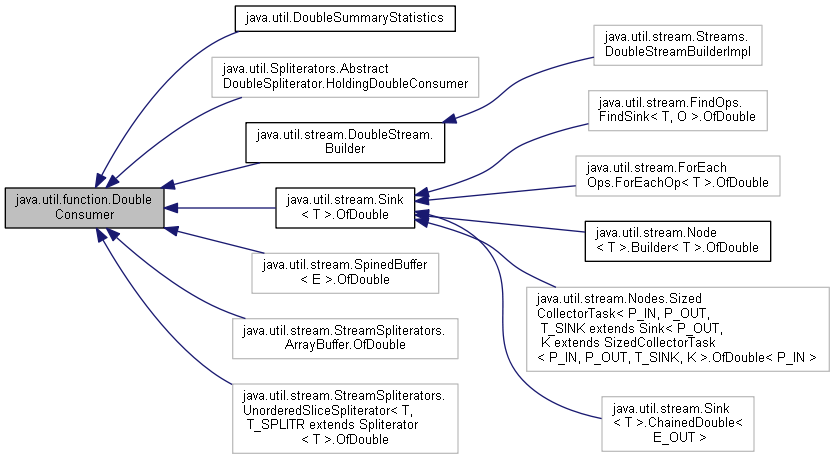 java.util.DoubleSummaryStatistics
java.util.Spliterators.Abstract
DoubleSpliterator.HoldingDoubleConsumer
java.util.stream.DoubleStream.
Builder
java.util.function.Double
Consumer
java.util.stream.Sink
< T >.OfDouble
java.util.stream.SpinedBuffer
< E >.OfDouble
java.util.stream.StreamSpliterators.
ArrayBuffer.OfDouble
java.util.stream.StreamSpliterators.
UnorderedSliceSpliterator< T,
T_SPLITR extends Spliterator
< T >.OfDouble
java.util.stream.Streams.
DoubleStreamBuilderImpl
java.util.stream.FindOps.
FindSink< T, O >.OfDouble
java.util.stream.ForEach
Ops.ForEachOp< T >.OfDouble
java.util.stream.Node
< T >.Builder< T >.OfDouble
java.util.stream.Nodes.Sized
CollectorTask< P_IN, P_OUT,
T_SINK extends Sink< P_OUT,
K extends SizedCollectorTask
< P_IN, P_OUT, T_SINK, K >.OfDouble< P_IN >
java.util.stream.Sink
< T >.ChainedDouble<
E_OUT >